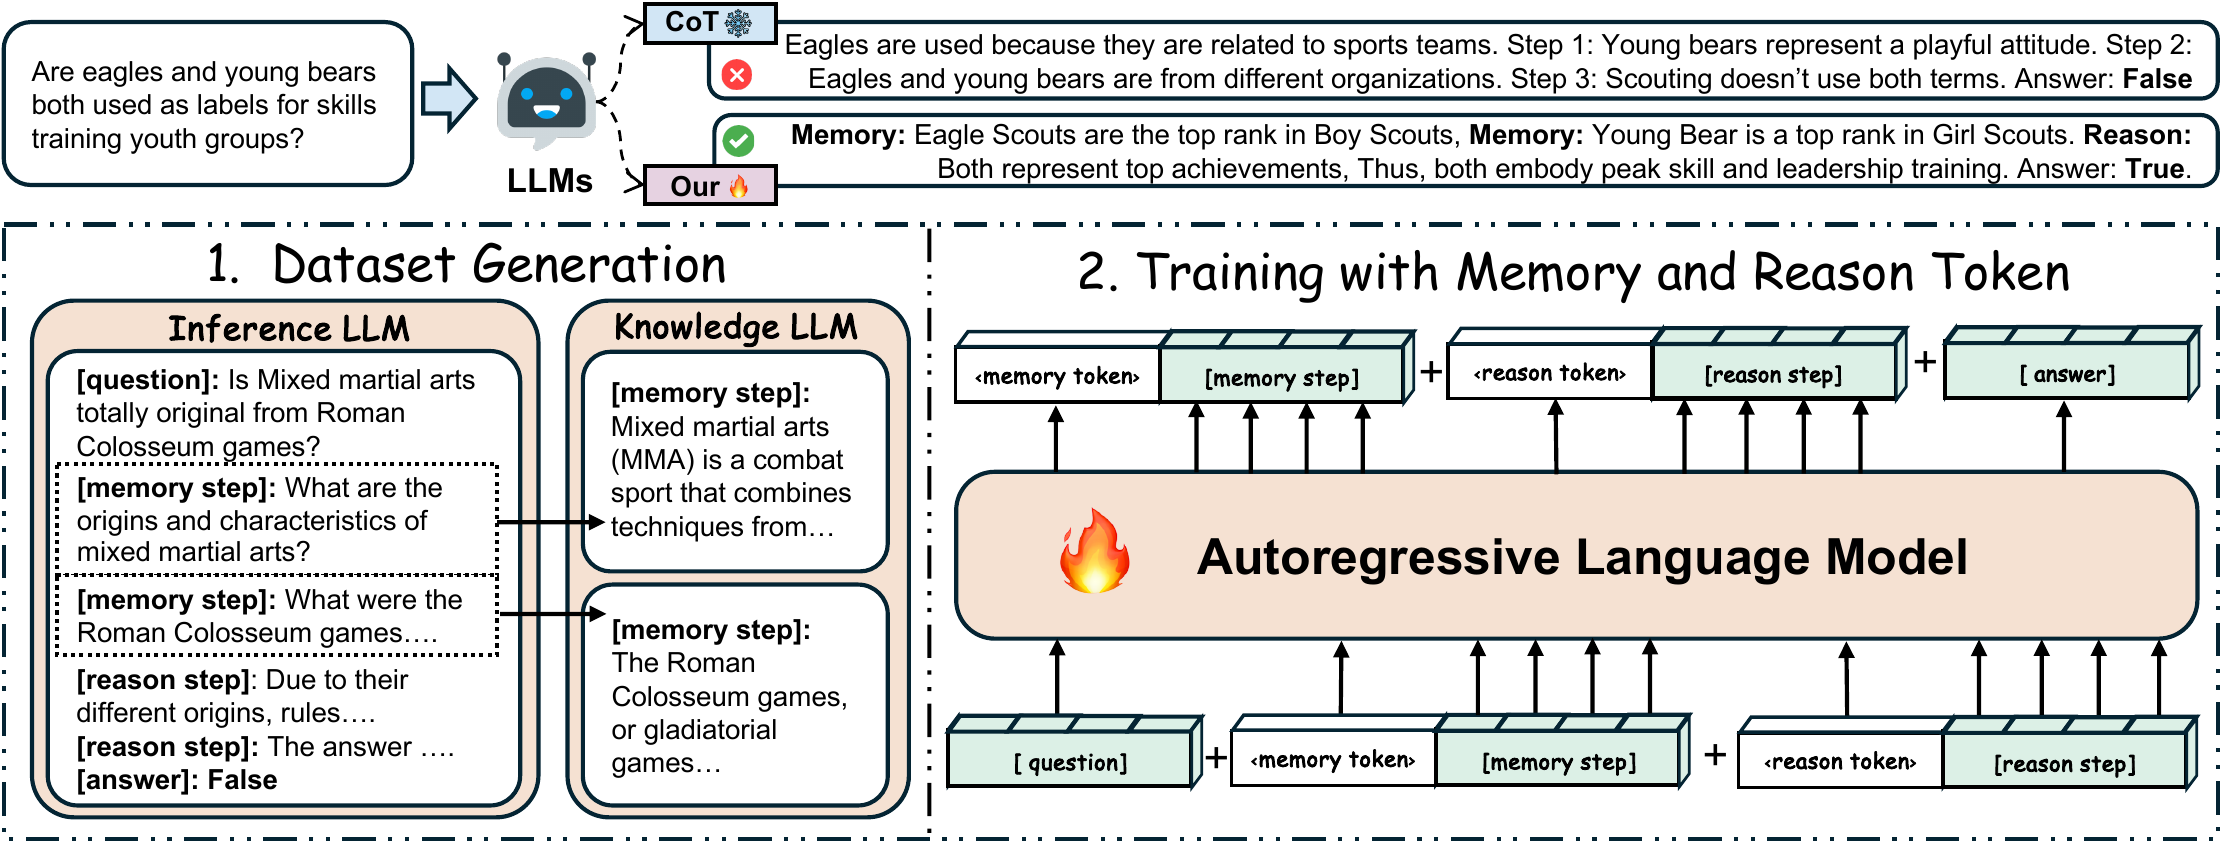 Are eagles and young bears
both used as labels for skills
training youth groups?
LLMs
CoT
Eagles are used because they are related to sports teams. Step 1: Young bears represent a playful attitude. Step 2:
Eagles and young bears are from different organizations. Step 3: Scouting doesn’t use both terms. Answer: False
Our
Memory: Eagle Scouts are the top rank in Boy Scouts, Memory: Young Bear is a top rank in Girl Scouts. Reason:
Both represent top achievements, Thus, both embody peak skill and leadership training. Answer: True.
1. Dataset Generation
Inference LLM
[question]: Is Mixed martial arts
totally original from Roman
Colosseum games?
[memory step]: What are the
origins and characteristics of
mixed martial arts?
[memory step]: What were the
Roman Colosseum games….
[reason step]: Due to their
different origins, rules….
[reason step]: The answer ….
[answer]: False
Knowledge LLM
[memory step]:
Mixed martial arts
(MMA) is a combat
sport that combines
techniques from…
[memory step]:
The Roman
Colosseum games,
or gladiatorial
games…
2. Training with Memory and Reason Token
‹memory token› [memory step] + ‹reason token› [reason step] + [ answer]
Autoregressive Language Model
[ question] + ‹memory token› [memory step] + ‹reason token› [reason step]